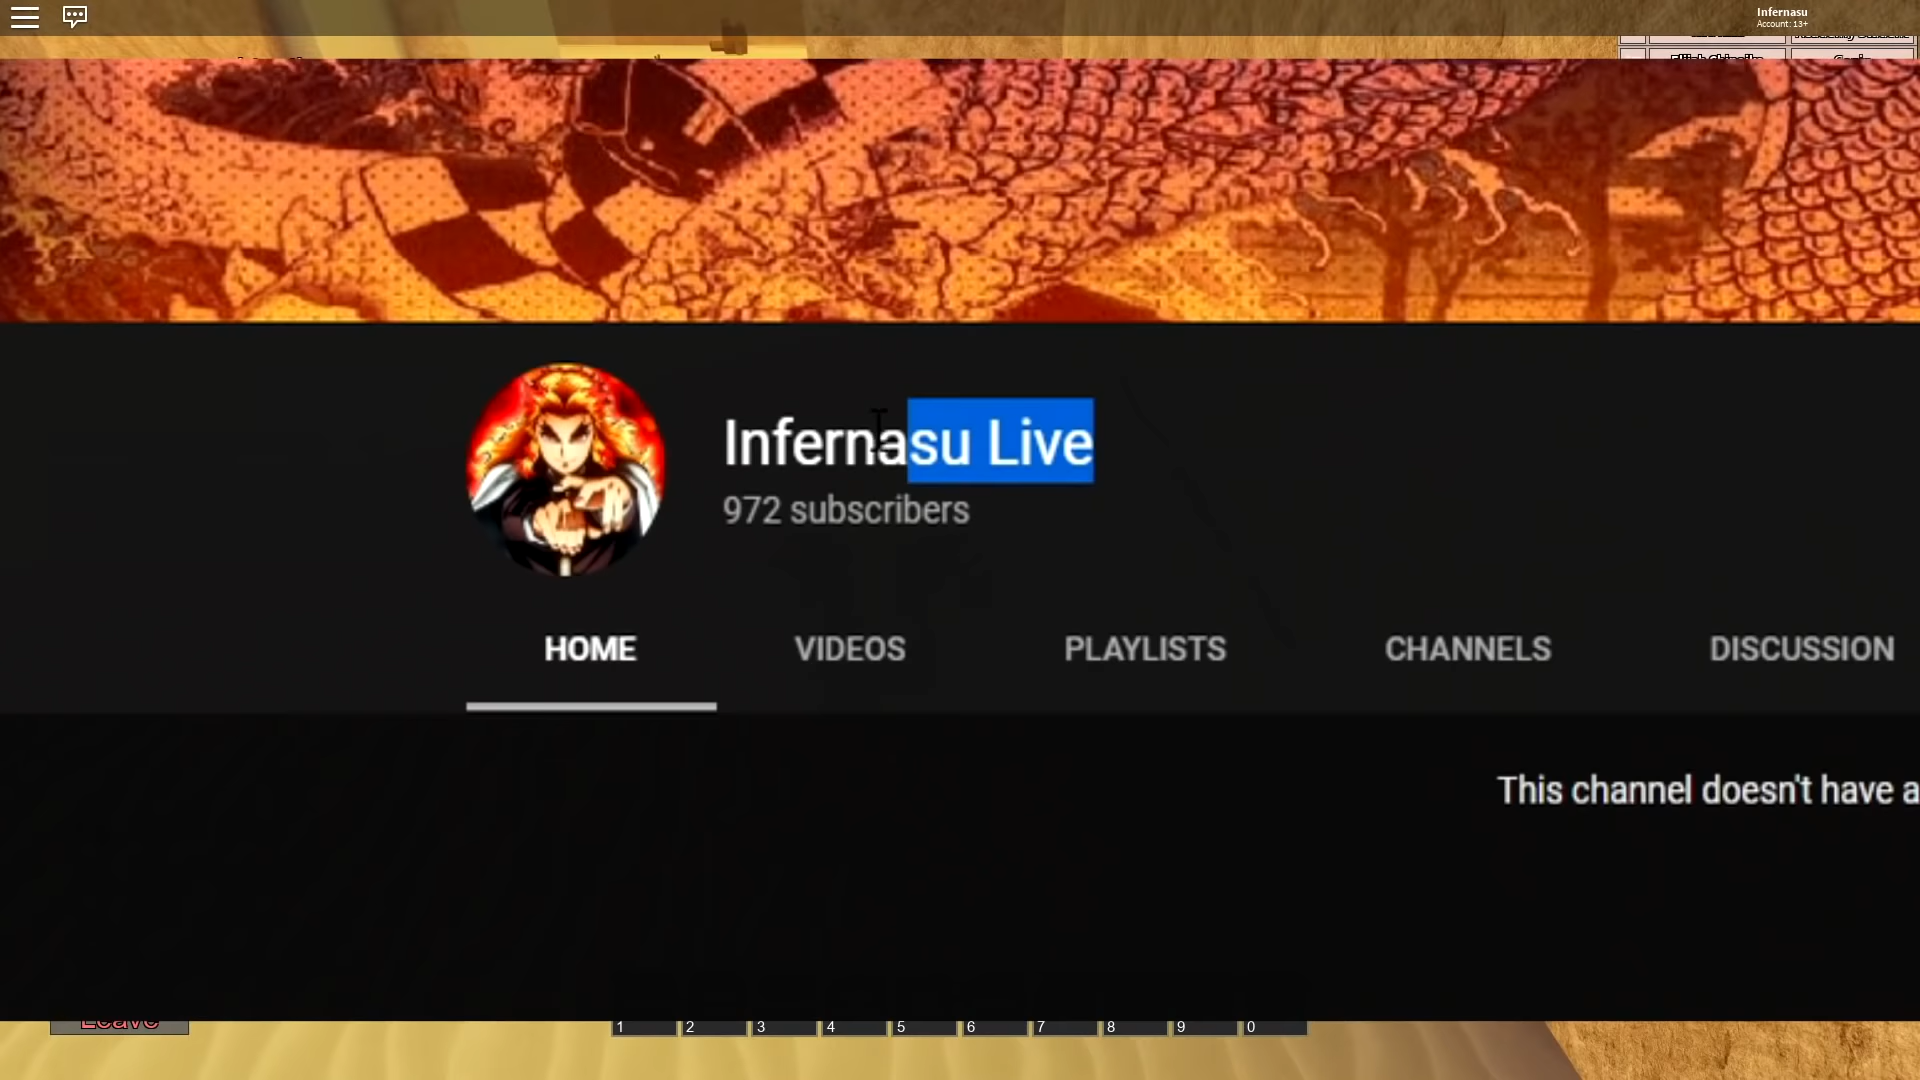 Infernasu
Account: 13+
Infernasu Live
972 subscribers
HOME
VIDEOS
PLAYLISTS
CHANNELS
DISCUSSION
This channel doesn't have a
Leave
1 2 3 4 5 6 7 8 9 0